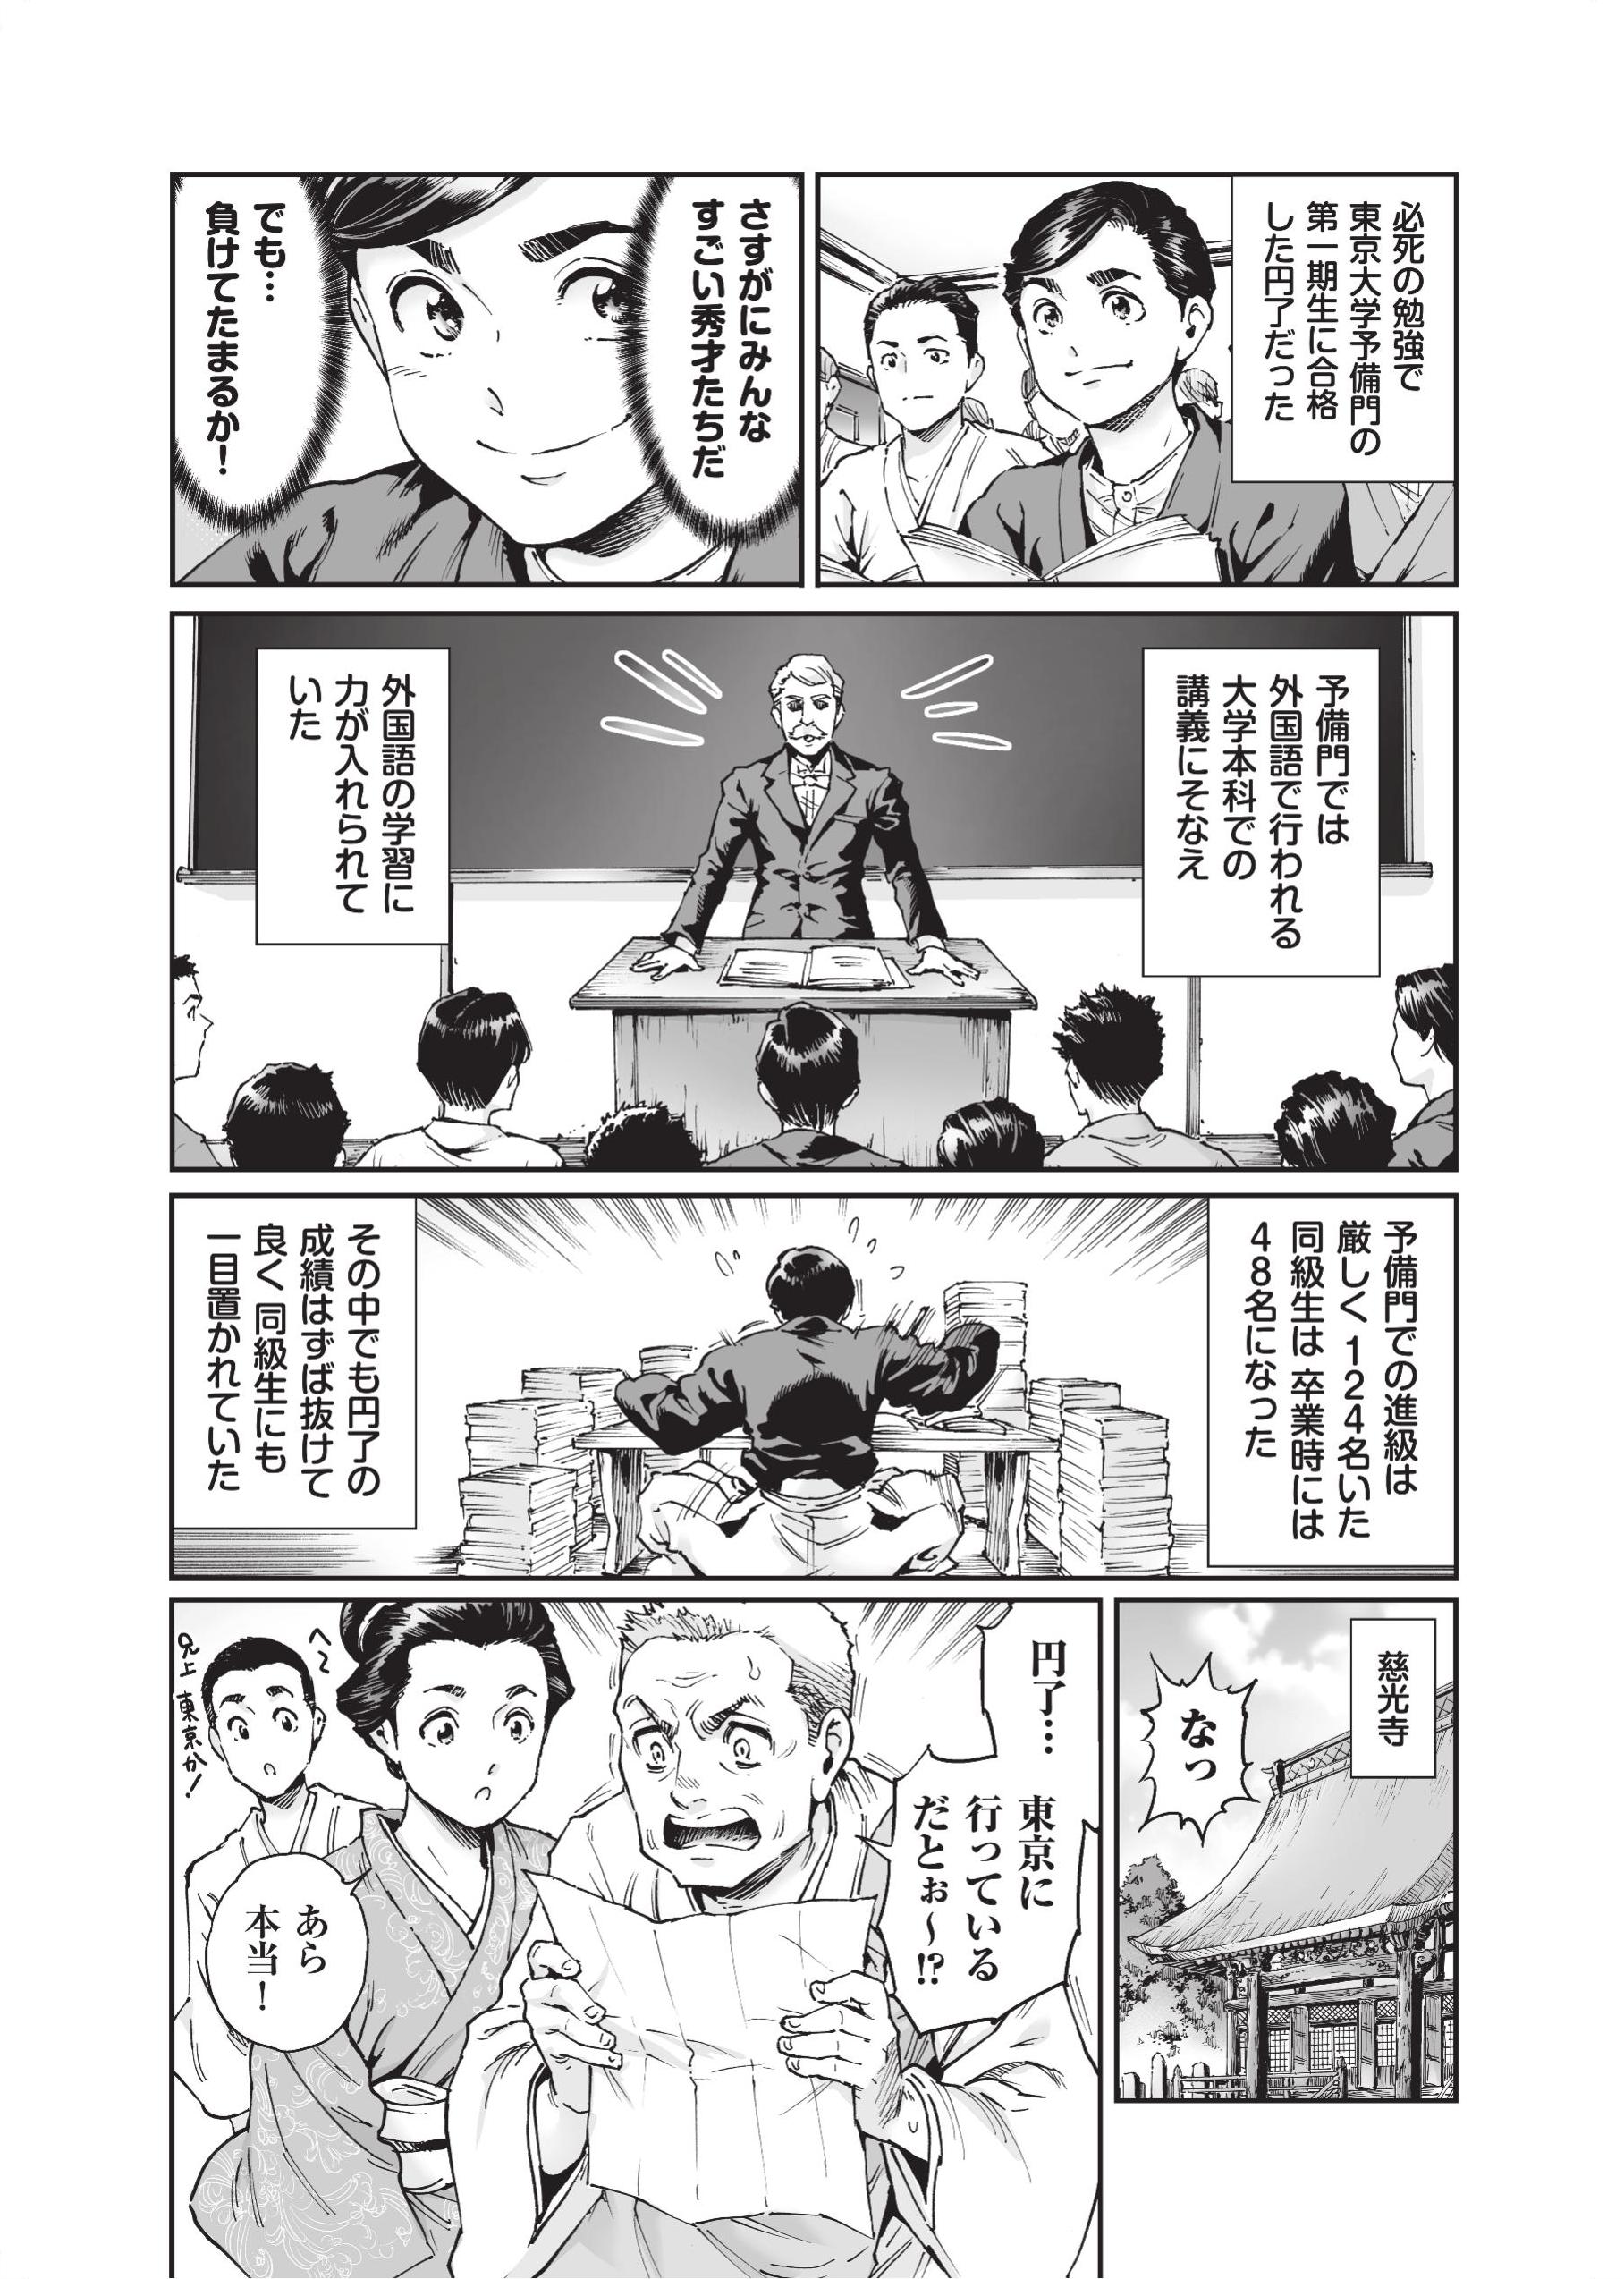 必死の勉強で
東京大学予備門の
第一期生に合格
した円了だった
さすがにみんな
すごい秀才たちだ
でも…
負けてたまるか！
予備門では
外国語で行われる
大学本科での
講義にそなえ
外国語の学習に
力が入れられて
いた
予備門での進級は
厳しく124名いた
同級生は 卒業時には
48名になった
その中でも円了の
成績はずば抜けて
良く 同級生にも
一目置かれていた
慈光寺
なっ
円了… 東京に
行っている
だとぉ～!?
あら
本当！
へ～
兄上 東京か！